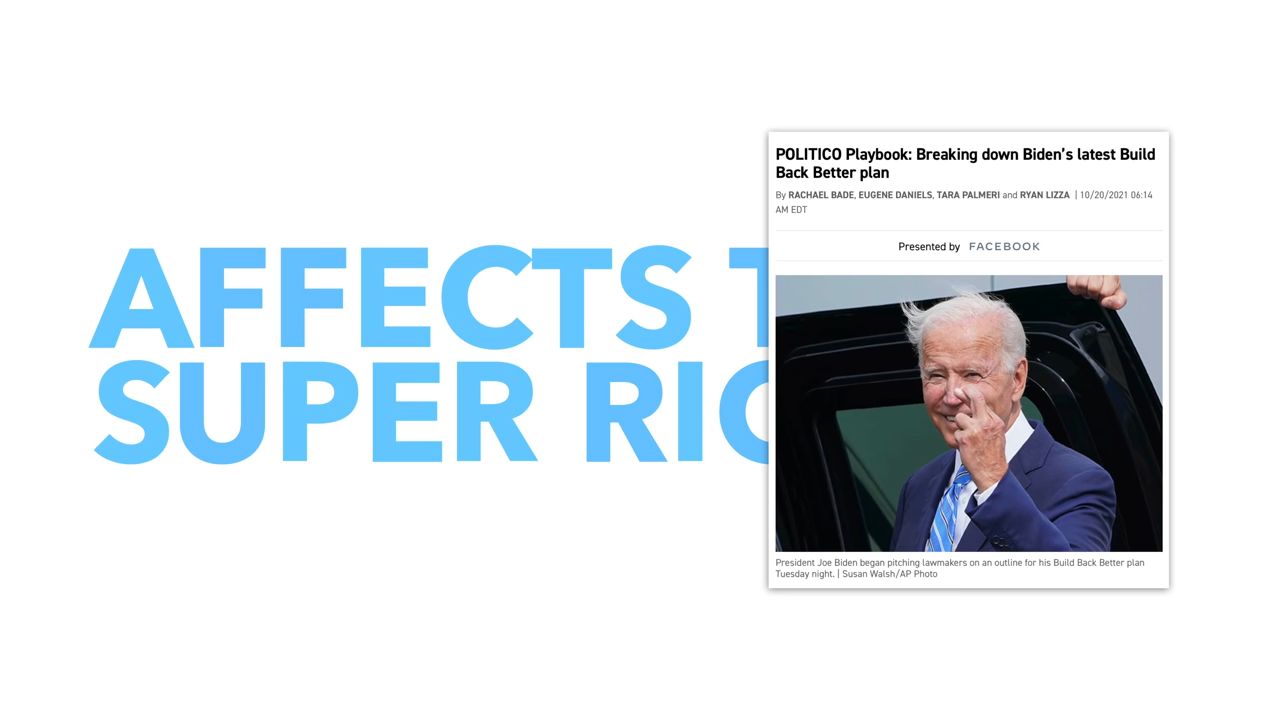 AFFECTS T
SUPER RIC
POLITICO Playbook: Breaking down Biden’s latest Build
Back Better plan
By RACHAEL BADE, EUGENE DANIELS, TARA PALMERI and RYAN LIZZA | 10/20/2021 06:14
AM EDT
Presented by FACEBOOK
President Joe Biden began pitching lawmakers on an outline for his Build Back Better plan
Tuesday night. | Susan Walsh/AP Photo